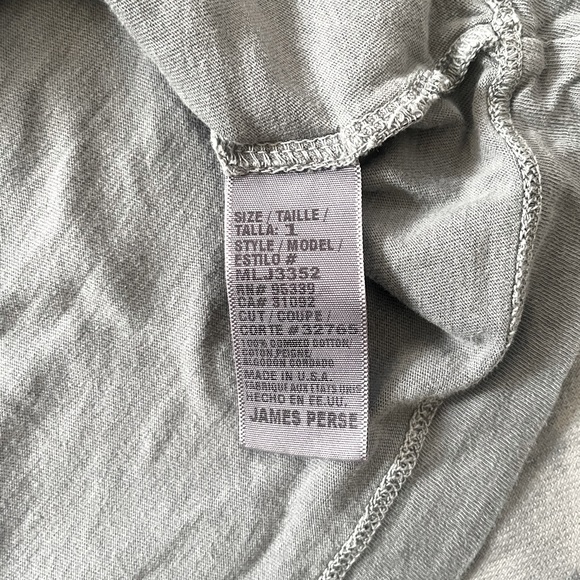 SIZE / TAILLE /
TALLA: 1
STYLE / MODEL /
ESTILO #
MLJ3352
RN# 95339
CA# 31092
CUT / COUPE /
CORTE # 32765
100% COMBED COTTON/
COTON PEIGNE/
ALGODON CORDADO
MADE IN U.S.A.
FABRIQUE AUX ETATS UNIS
HECHO EN EE.UU.
JAMES PERSE